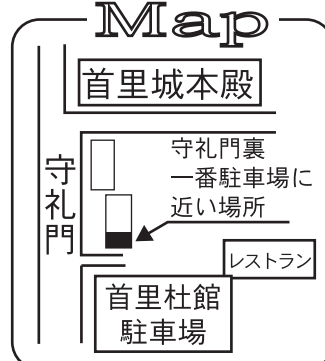 Map
首里城本殿
守礼門
守礼門裏
一番駐車場に
近い場所
レストラン
首里杜館
駐車場